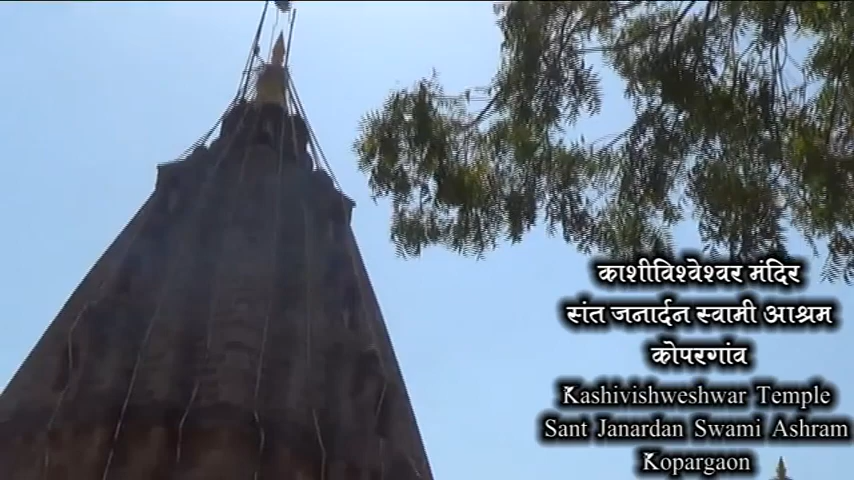 काशीविश्वेश्वर मंदिर
संत जनार्दन स्वामी आश्रम
कोपरगांव
Kashivishweshwar Temple
Sant Janardan Swami Ashram
Kopargaon